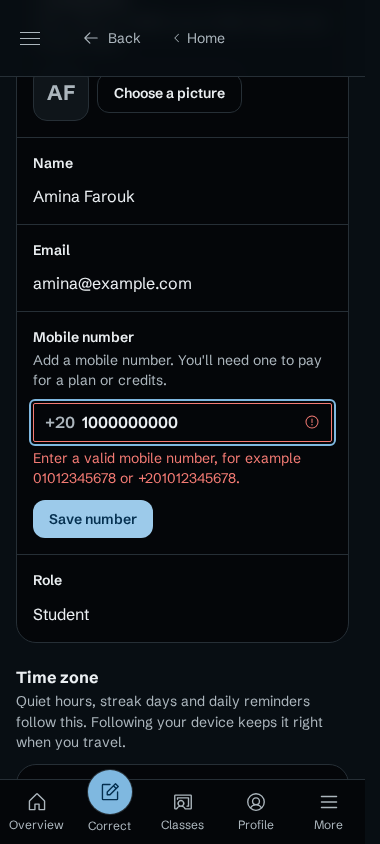 Back
Home
AF
Choose a picture
Name
Amina Farouk
Email
amina@example.com
Mobile number
Add a mobile number. You'll need one to pay
for a plan or credits.
+20 1000000000
Enter a valid mobile number, for example
01012345678 or +201012345678.
Save number
Role
Student
Time zone
Quiet hours, streak days and daily reminders
follow this. Following your device keeps it right
when you travel.
Overview
Correct
Classes
Profile
More